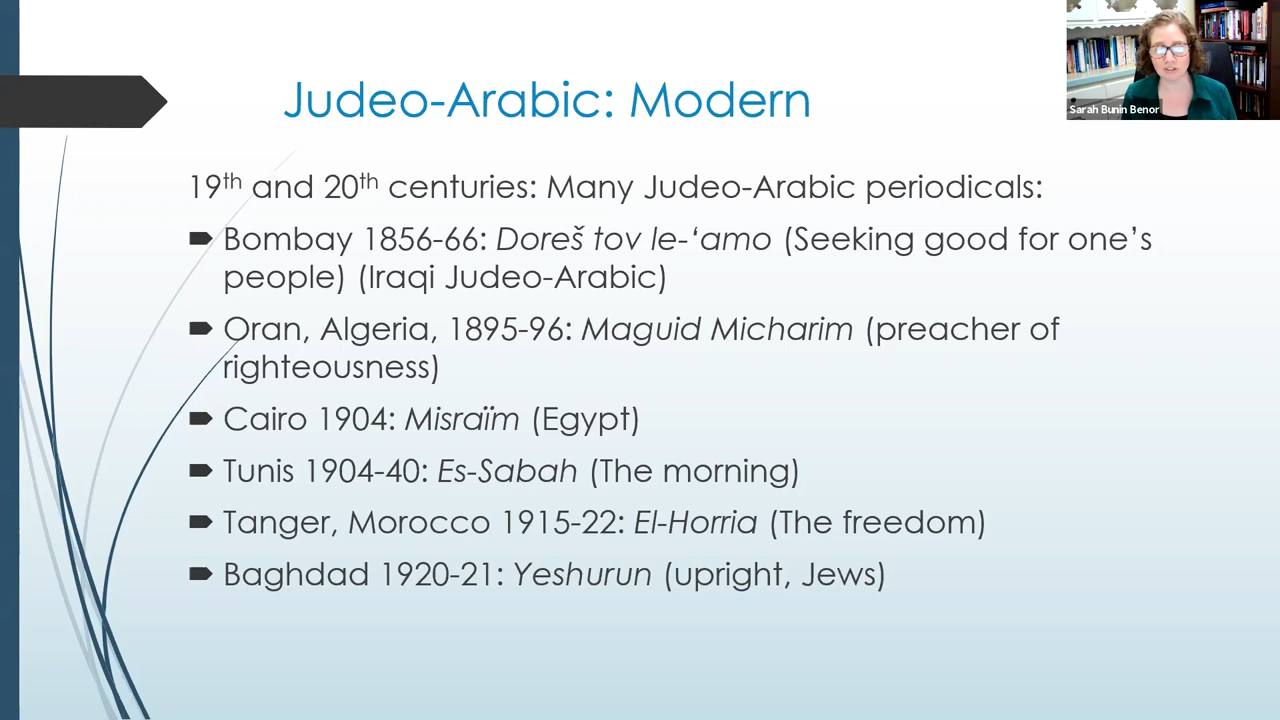 Sarah Bunin Benor
Judeo-Arabic: Modern
19th and 20th centuries: Many Judeo-Arabic periodicals:
Bombay 1856-66: Doreš tov le-‘amo (Seeking good for one’s
people) (Iraqi Judeo-Arabic)
Oran, Algeria, 1895-96: Maguid Micharim (preacher of
righteousness)
Cairo 1904: Misraïm (Egypt)
Tunis 1904-40: Es-Sabah (The morning)
Tanger, Morocco 1915-22: El-Horria (The freedom)
Baghdad 1920-21: Yeshurun (upright, Jews)